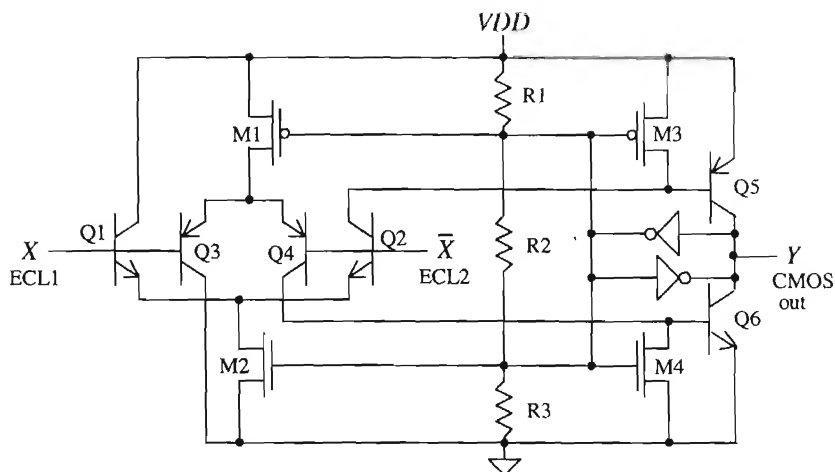 VDD
R1
M1
M3
Q5
Q1
Q3
Q4
Q2
X
ECL1
X̅
ECL2
R2
Y
CMOS
out
Q6
M2
M4
R3